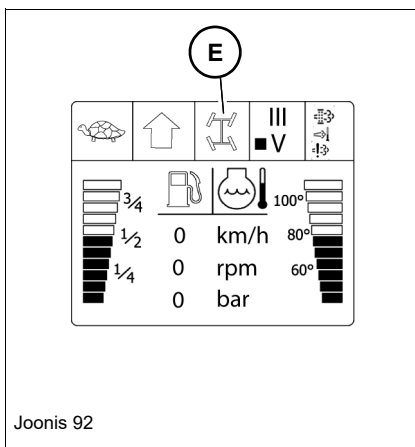 E
III
■V
3/4
1/2
1/4
100°
80°
60°
0 km/h
0 rpm
0 bar
Joonis 92